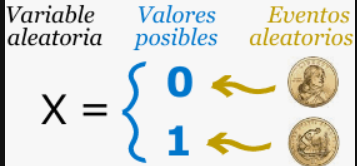 Variable Valores Eventos
aleatoria posibles aleatorios
X = { 0
1